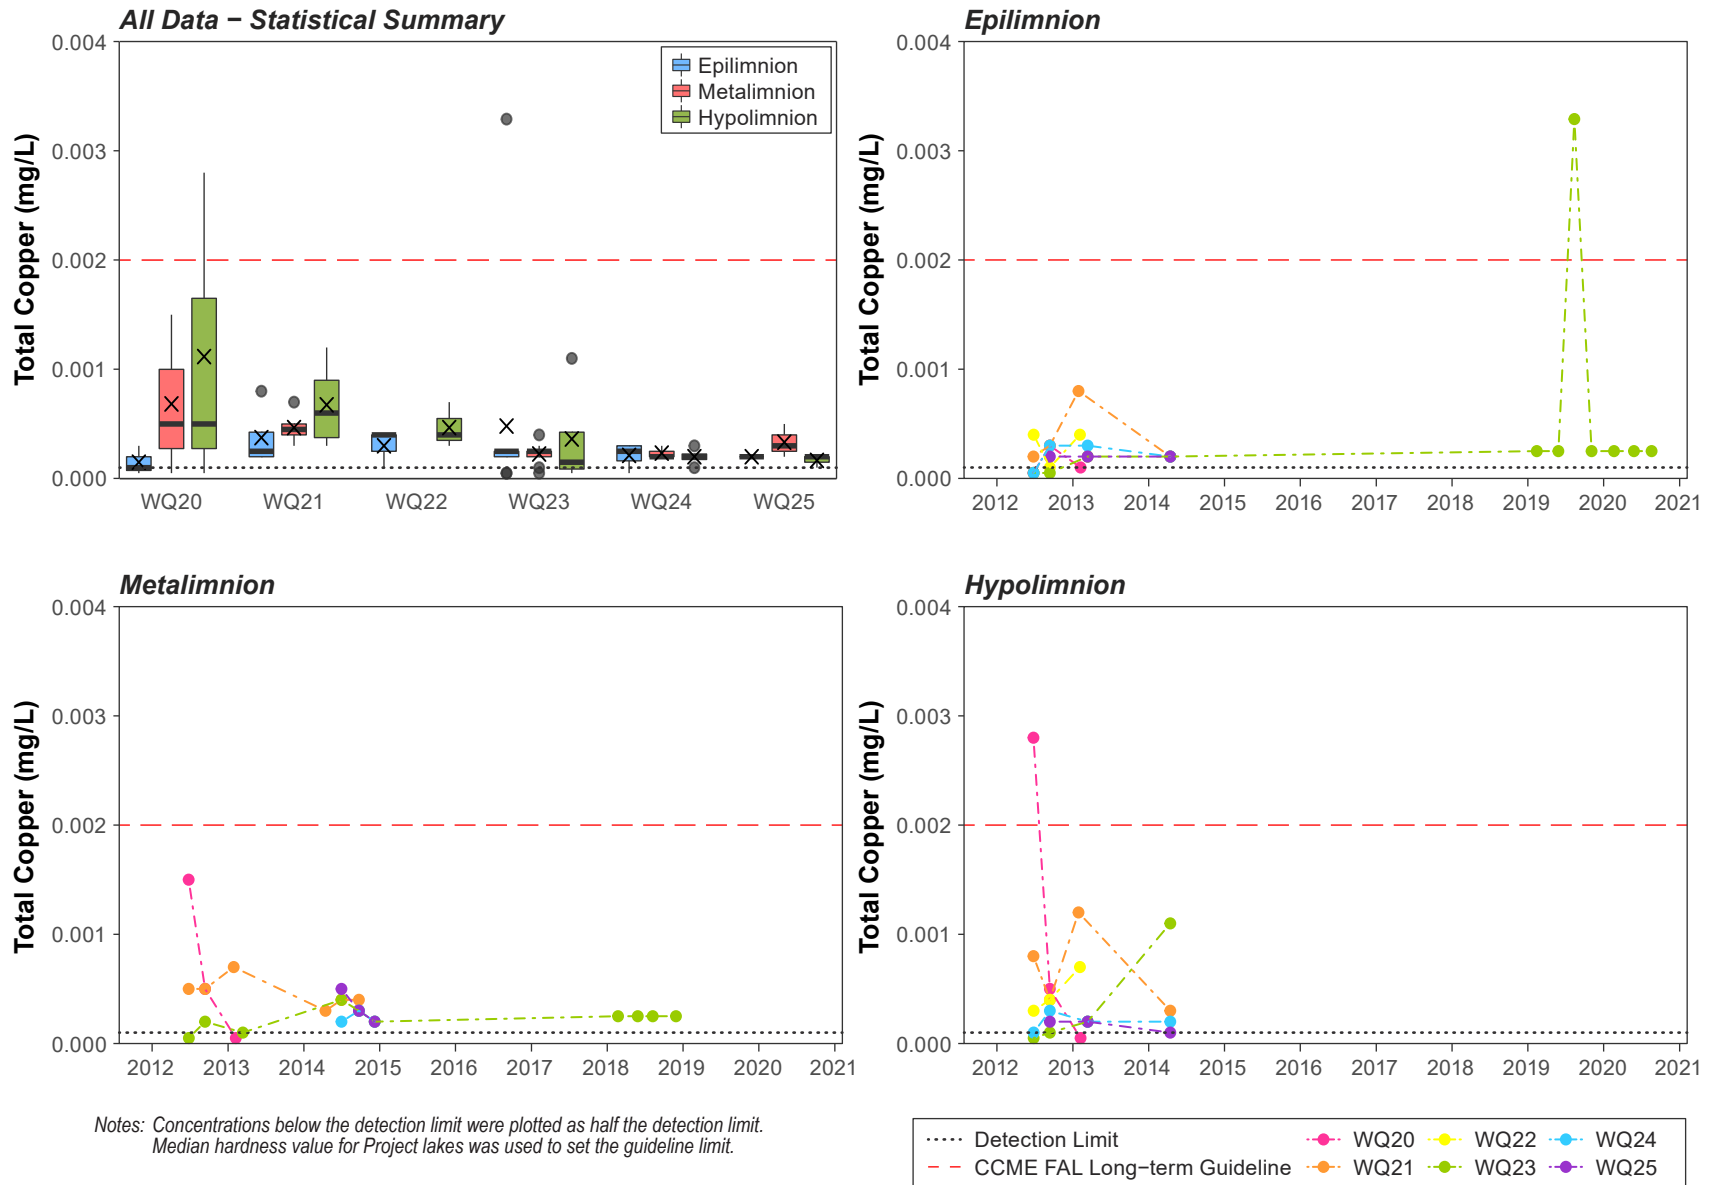 All Data − Statistical Summary
Total Copper (mg/L)
0.004
0.003
0.002
0.001
0.000
Epilimnion
Metalimnion
Hypolimnion
WQ20 WQ21 WQ22 WQ23 WQ24 WQ25
Epilimnion
Total Copper (mg/L)
0.004
0.003
0.002
0.001
0.000
2012 2013 2014 2015 2016 2017 2018 2019 2020 2021
Metalimnion
Total Copper (mg/L)
0.004
0.003
0.002
0.001
0.000
2012 2013 2014 2015 2016 2017 2018 2019 2020 2021
Hypolimnion
Total Copper (mg/L)
0.004
0.003
0.002
0.001
0.000
2012 2013 2014 2015 2016 2017 2018 2019 2020 2021
Notes: Concentrations below the detection limit were plotted as half the detection limit.
Median hardness value for Project lakes was used to set the guideline limit.
Detection Limit WQ20 WQ22 WQ24
CCME FAL Long−term Guideline WQ21 WQ23 WQ25